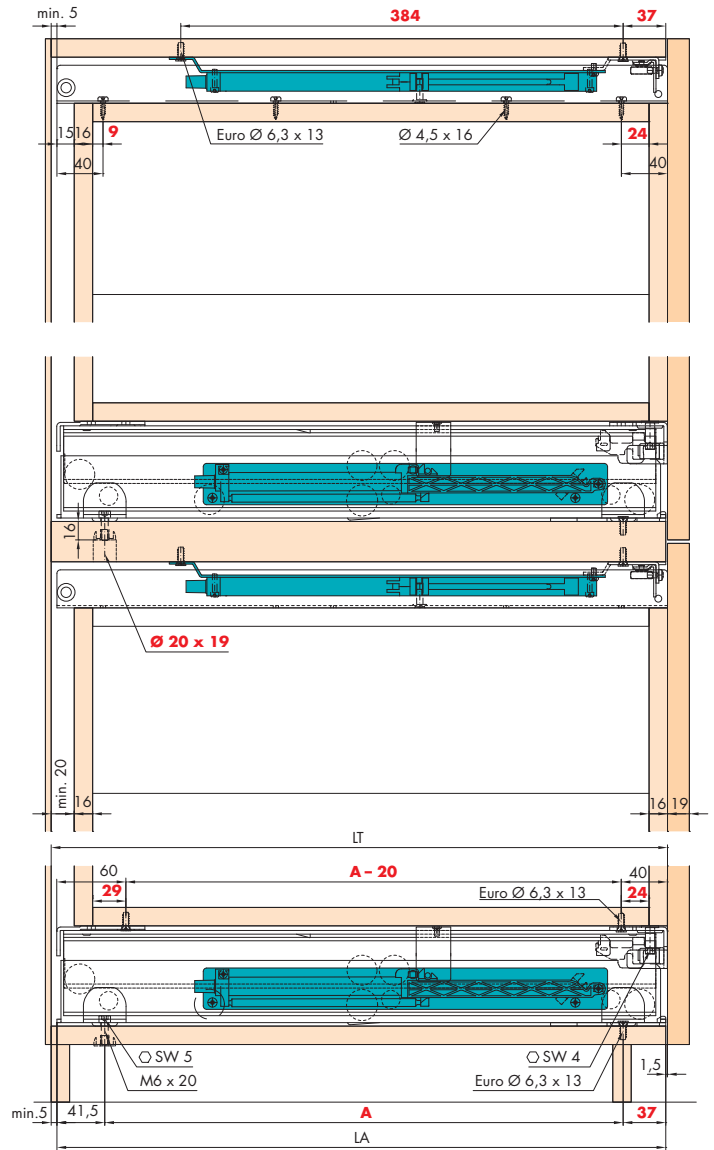 min. 5
384
37
15
16
9
Euro Ø 6,3 x 13
Ø 4,5 x 16
24
40
40
16
Ø 20 x 19
min. 20
16
16
19
LT
60
A – 20
40
29
Euro Ø 6,3 x 13
24
SW 5
SW 4
M6 x 20
Euro Ø 6,3 x 13
1,5
min.5
41,5
A
37
LA